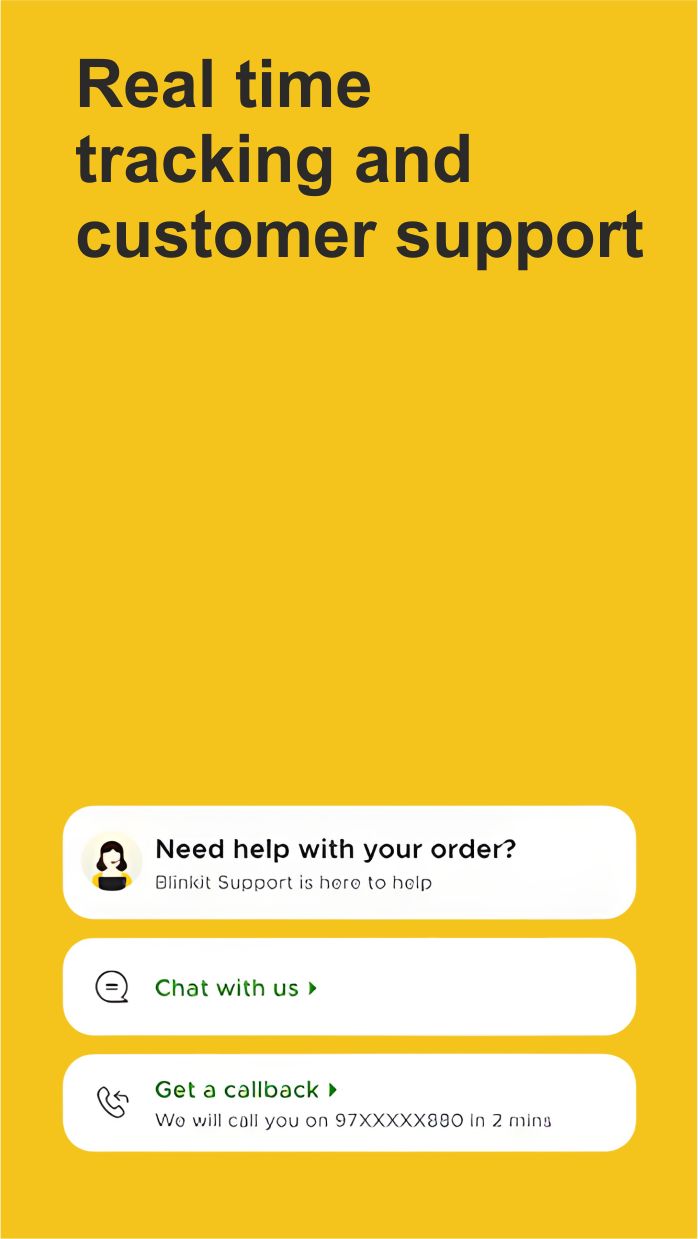 Real time
tracking and
customer support
Need help with your order?
Blinkit Support is here to help
Chat with us
Get a callback
We will call you on 97XXXXX880 in 2 mins